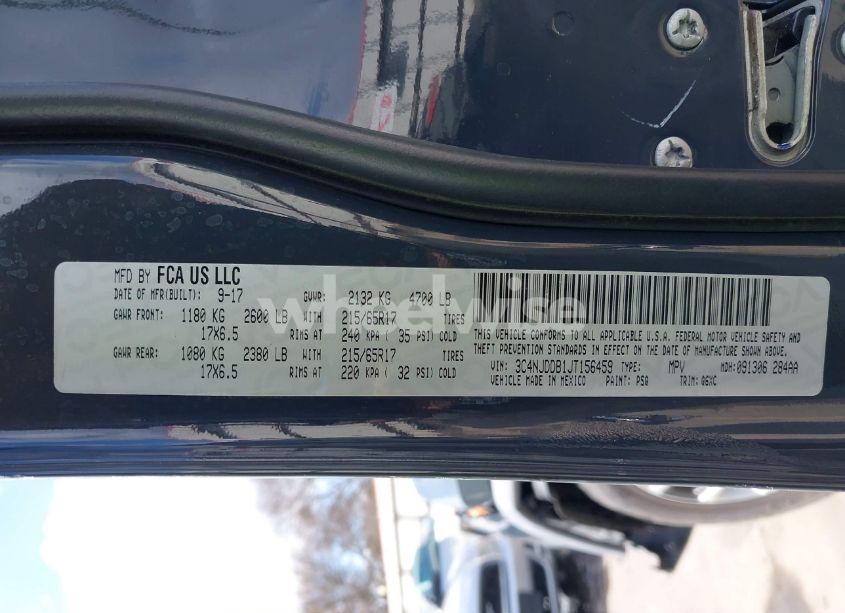 MFD BY FCA US LLC
DATE OF MFR(BUILT): 9-17 GVWR: 2132 KG 4700 LB
GAWR FRONT: 1180 KG 2600 LB WITH 215/65R17 TIRES
17X6.5 RIMS AT 240 KPA ( 35 PSI) COLD
GAWR REAR: 1080 KG 2380 LB WITH 215/65R17 TIRES
17X6.5 RIMS AT 220 KPA ( 32 PSI) COLD
THIS VEHICLE CONFORMS TO ALL APPLICABLE U.S.A. FEDERAL MOTOR VEHICLE SAFETY AND
THEFT PREVENTION STANDARDS IN EFFECT ON THE DATE OF MANUFACTURE SHOWN ABOVE.
VIN: 3C4NJDDB1JT156459 TYPE: MPV MDH: 091306 284AA
VEHICLE MADE IN MEXICO PAINT: PSQ TRIM: Q6XC
wheelwise